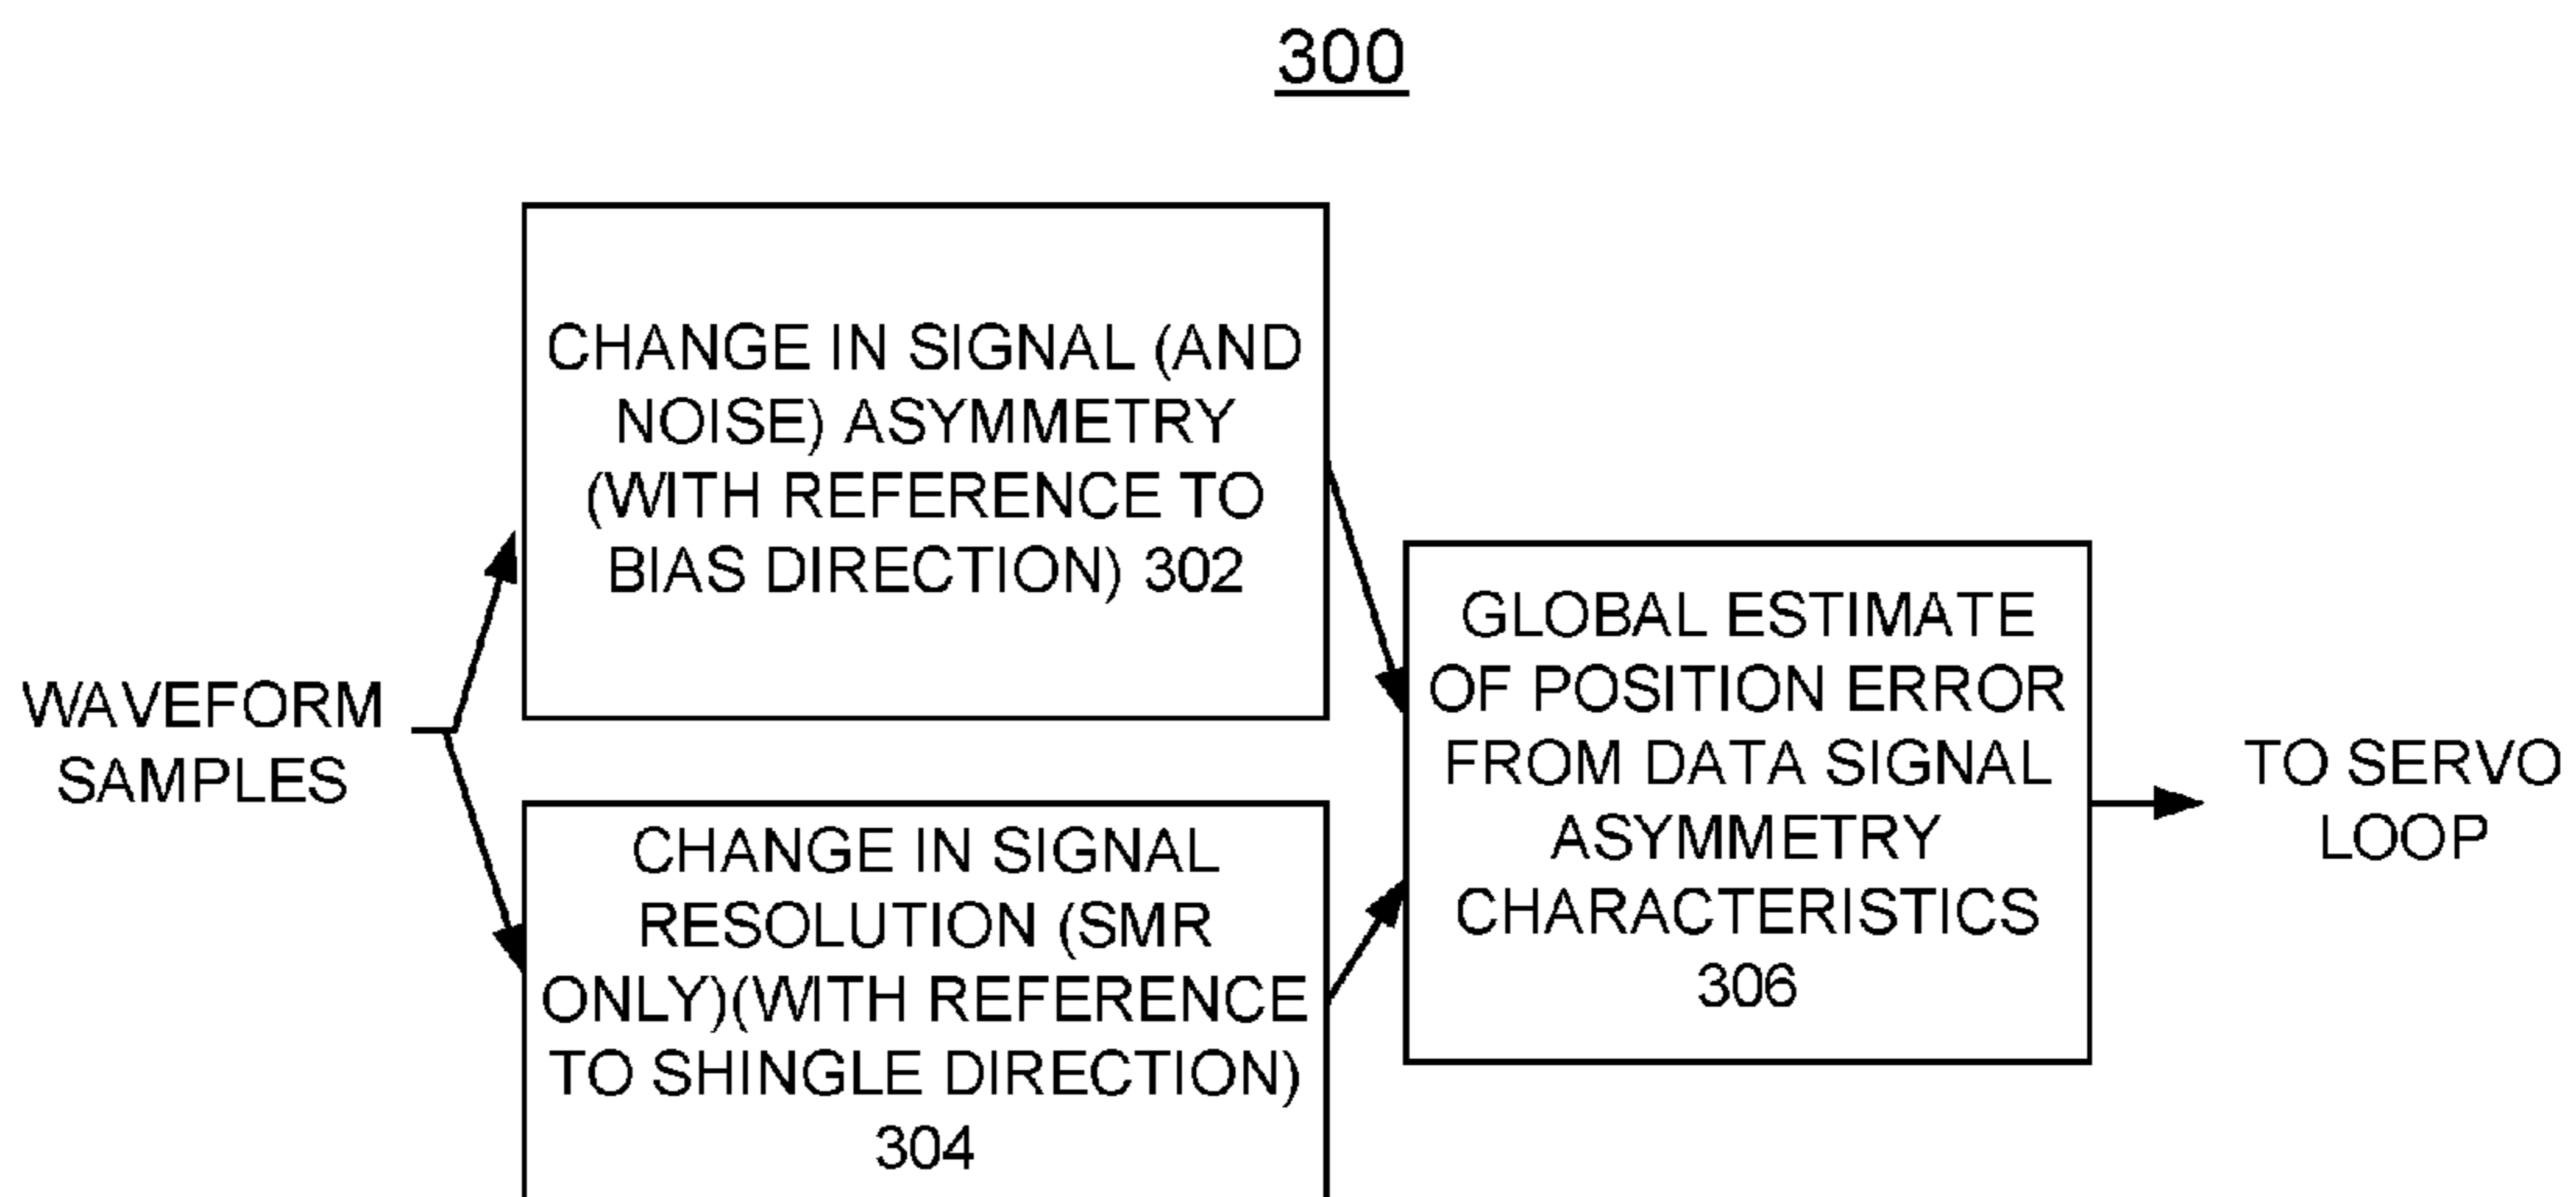 300
CHANGE IN SIGNAL (AND
NOISE) ASYMMETRY
(WITH REFERENCE TO
BIAS DIRECTION) 302
WAVEFORM
SAMPLES
CHANGE IN SIGNAL
RESOLUTION (SMR
ONLY)(WITH REFERENCE
TO SHINGLE DIRECTION)
304
GLOBAL ESTIMATE
OF POSITION ERROR
FROM DATA SIGNAL
ASYMMETRY
CHARACTERISTICS
306
TO SERVO
LOOP